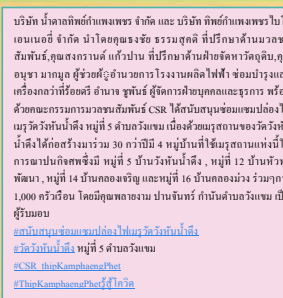 บริษัท น้ำตาลทิพย์กำแพงเพชร จำกัด และ บริษัท ทิพย์กำแพงเพชรไบโ
เอนเนอยี่ จำกัด นำโดยคุณธงชัย ธรรมสุคติ ที่ปรึกษาด้านมวลช
สัมพันธ์,คุณสงกรานต์ แก้วปาน ที่ปรึกษาด้านฝ่ายจัดหาวัตถุดิบ,คุ
อนุชา มากมูล ผู้ช่วยผู้อำนวยการโรงงานผลิตไฟฟ้า ซ่อมบำรุงแล
เครื่องกลว่าที่ร้อยตรี อำนาจ ชูพันธ์ ผู้จัดการฝ่ายบุคคลและธุรการ พร้อ
ด้วยคณะกรรมการมวลชนสัมพันธ์ CSR ได้สนับสนุนซ่อมแซมปล่องไ
เมรุวัดวังหันน้ำดึง หมู่ที่ 5 ตำบลวังแขม เนื่องด้วยเมรุสถานของวัดวังหั
น้ำดึงได้ก่อสร้างมาร่วม 30 กว่าปีมี 4 หมู่บ้านที่ใช้เมรุสถานแห่งนี้ใ
การฌาปนกิจศพซึ่งมี หมู่ที่ 5 บ้านวังหันน้ำดึง , หมู่ที่ 12 บ้านหัว
พัฒนา , หมู่ที่ 14 บ้านคลองเจริญ และหมู่ที่ 16 บ้านคลองม่วง ร่วมๆก
1,000 ครัวเรือน โดยมีคุณพลายงาม ปานจันทร์ กำนันตำบลวังแขม เป็
ผู้รับมอบ
#สนับสนุนซ่อมแซมปล่องไฟเมรุวัดวังหันน้ำดึง
#วัดวังหันน้ำดึง หมู่ที่ 5 ตำบลวังแขม
#CSR_thipKamphaengPhet
#ThipKamphaengPhetรู้สู้โควิด